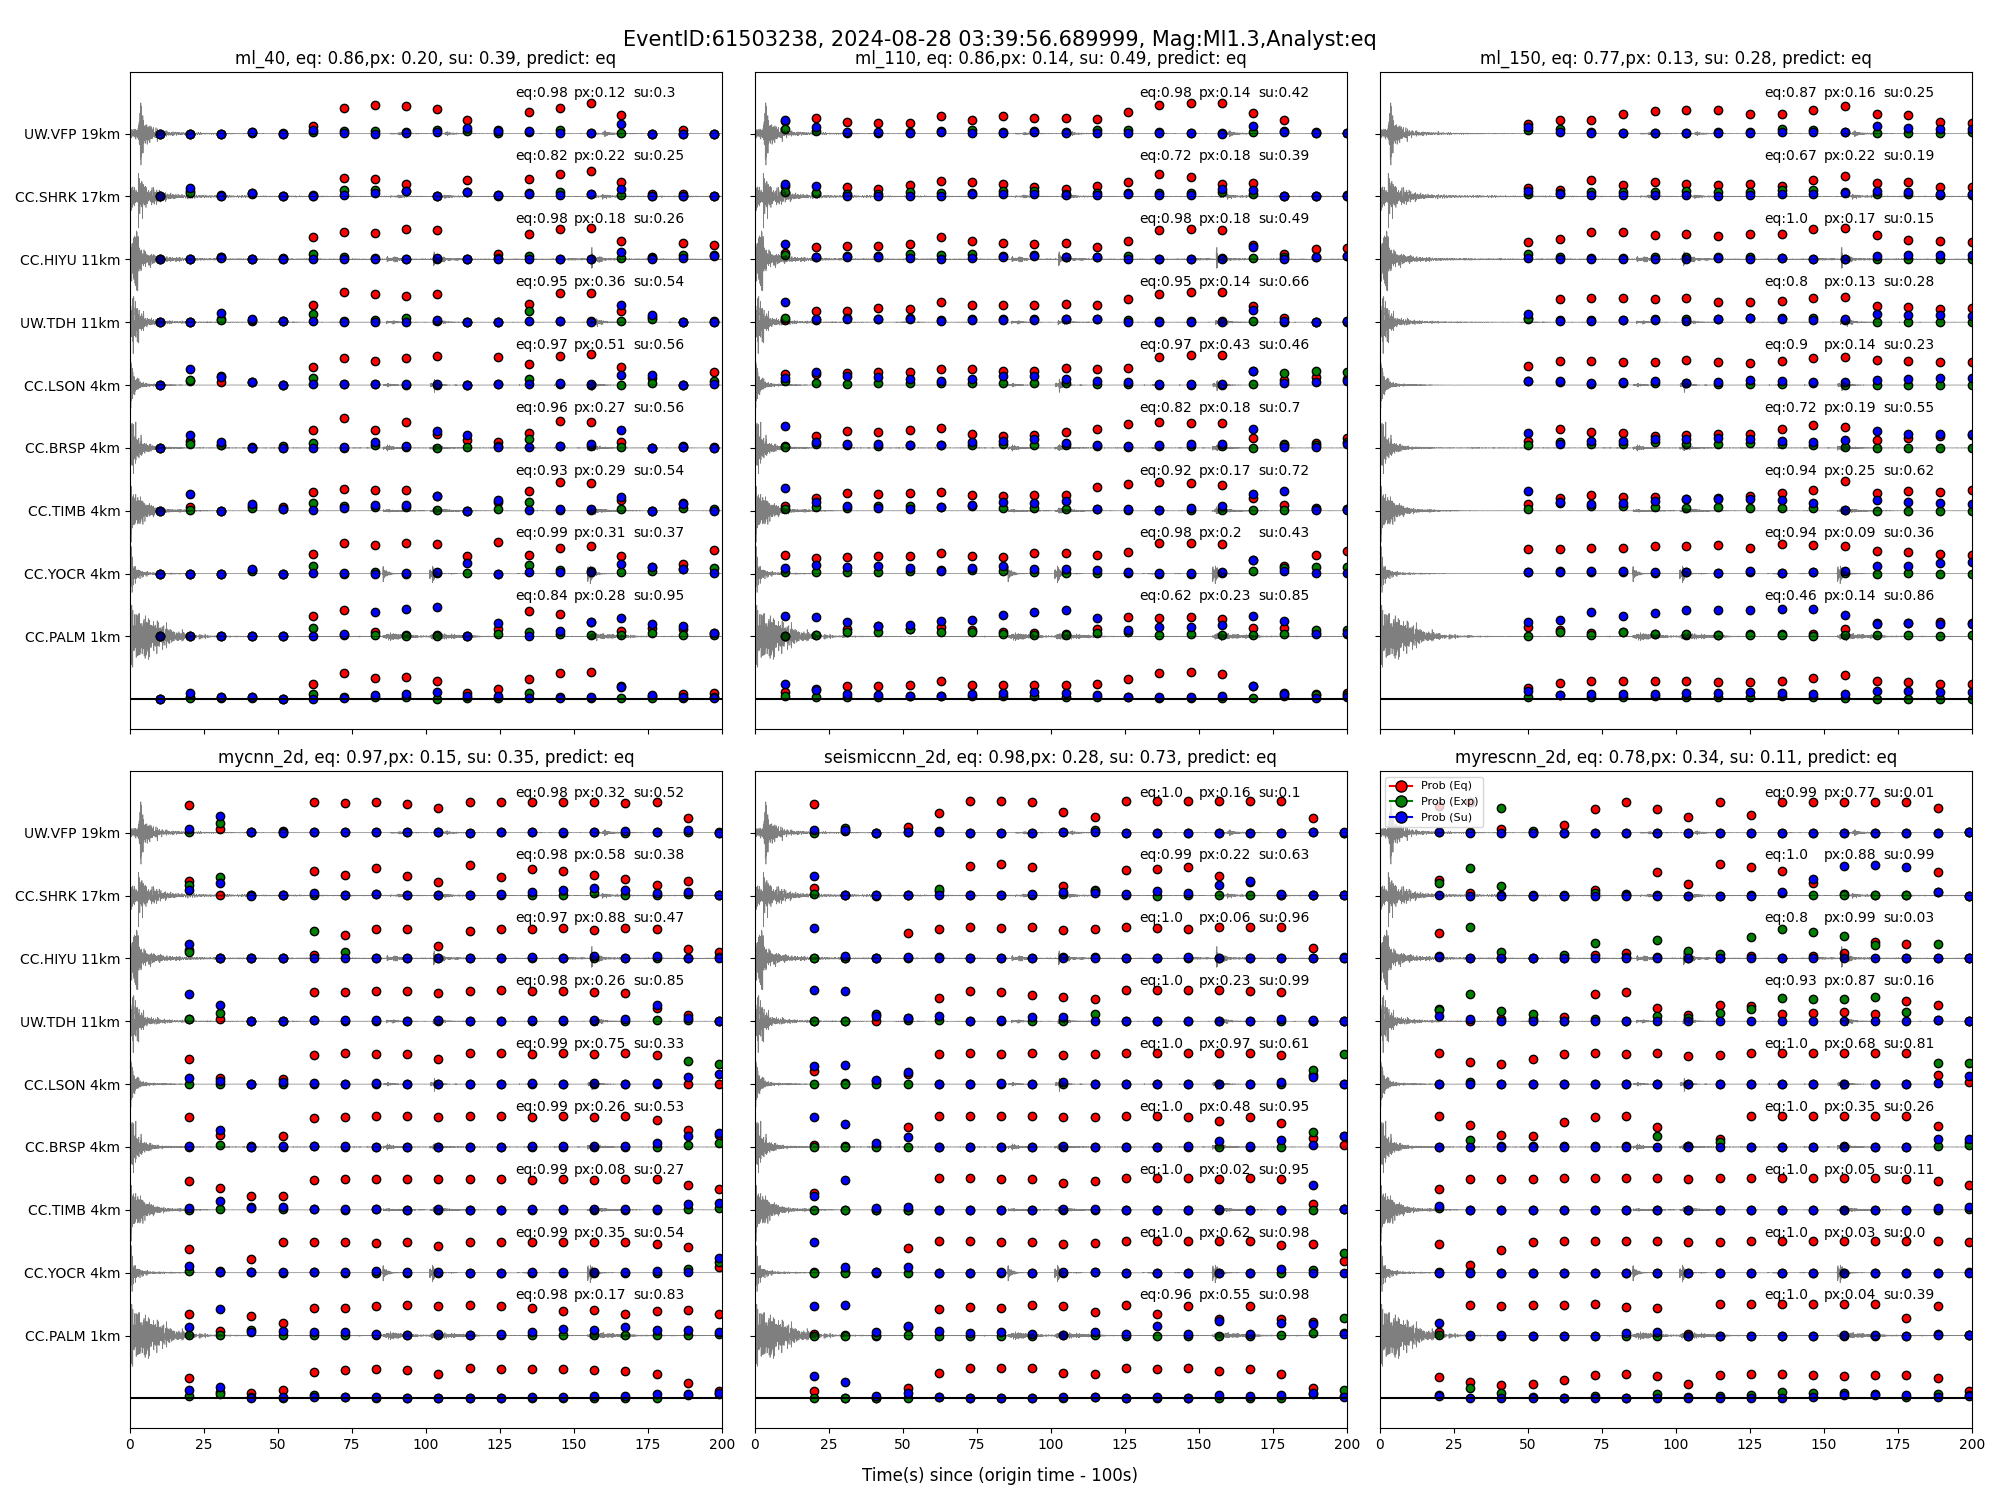 EventID:61503238, 2024-08-28 03:39:56.689999, Mag:Ml1.3,Analyst:eq
ml_40, eq: 0.86,px: 0.20, su: 0.39, predict: eq
UW.VFP 19km eq:0.98 px:0.12 su:0.3
CC.SHRK 17km eq:0.82 px:0.22 su:0.25
CC.HIYU 11km eq:0.98 px:0.18 su:0.26
UW.TDH 11km eq:0.95 px:0.36 su:0.54
CC.LSON 4km eq:0.97 px:0.51 su:0.56
CC.BRSP 4km eq:0.96 px:0.27 su:0.56
CC.TIMB 4km eq:0.93 px:0.29 su:0.54
CC.YOCR 4km eq:0.99 px:0.31 su:0.37
CC.PALM 1km eq:0.84 px:0.28 su:0.95
ml_110, eq: 0.86,px: 0.14, su: 0.49, predict: eq
eq:0.98 px:0.14 su:0.42
eq:0.72 px:0.18 su:0.39
eq:0.98 px:0.18 su:0.49
eq:0.95 px:0.14 su:0.66
eq:0.97 px:0.43 su:0.46
eq:0.82 px:0.18 su:0.7
eq:0.92 px:0.17 su:0.72
eq:0.98 px:0.2 su:0.43
eq:0.62 px:0.23 su:0.85
ml_150, eq: 0.77,px: 0.13, su: 0.28, predict: eq
eq:0.87 px:0.16 su:0.25
eq:0.67 px:0.22 su:0.19
eq:1.0 px:0.17 su:0.15
eq:0.8 px:0.13 su:0.28
eq:0.9 px:0.14 su:0.23
eq:0.72 px:0.19 su:0.55
eq:0.94 px:0.25 su:0.62
eq:0.94 px:0.09 su:0.36
eq:0.46 px:0.14 su:0.86
mycnn_2d, eq: 0.97,px: 0.15, su: 0.35, predict: eq
UW.VFP 19km eq:0.98 px:0.32 su:0.52
CC.SHRK 17km eq:0.98 px:0.58 su:0.38
CC.HIYU 11km eq:0.97 px:0.88 su:0.47
UW.TDH 11km eq:0.98 px:0.26 su:0.85
CC.LSON 4km eq:0.99 px:0.75 su:0.33
CC.BRSP 4km eq:0.99 px:0.26 su:0.53
CC.TIMB 4km eq:0.99 px:0.08 su:0.27
CC.YOCR 4km eq:0.99 px:0.35 su:0.54
CC.PALM 1km eq:0.98 px:0.17 su:0.83
0 25 50 75 100 125 150 175 200
seismiccnn_2d, eq: 0.98,px: 0.28, su: 0.73, predict: eq
eq:1.0 px:0.16 su:0.1
eq:0.99 px:0.22 su:0.63
eq:1.0 px:0.06 su:0.96
eq:1.0 px:0.23 su:0.99
eq:1.0 px:0.97 su:0.61
eq:1.0 px:0.48 su:0.95
eq:1.0 px:0.02 su:0.95
eq:1.0 px:0.62 su:0.98
eq:0.96 px:0.55 su:0.98
0 25 50 75 100 125 150 175 200
myrescnn_2d, eq: 0.78,px: 0.34, su: 0.11, predict: eq
Prob (Eq)
Prob (Exp)
Prob (Su)
eq:0.99 px:0.77 su:0.01
eq:1.0 px:0.88 su:0.99
eq:0.8 px:0.99 su:0.03
eq:0.93 px:0.87 su:0.16
eq:1.0 px:0.68 su:0.81
eq:1.0 px:0.35 su:0.26
eq:1.0 px:0.05 su:0.11
eq:1.0 px:0.03 su:0.0
eq:1.0 px:0.04 su:0.39
0 25 50 75 100 125 150 175 200
Time(s) since (origin time - 100s)